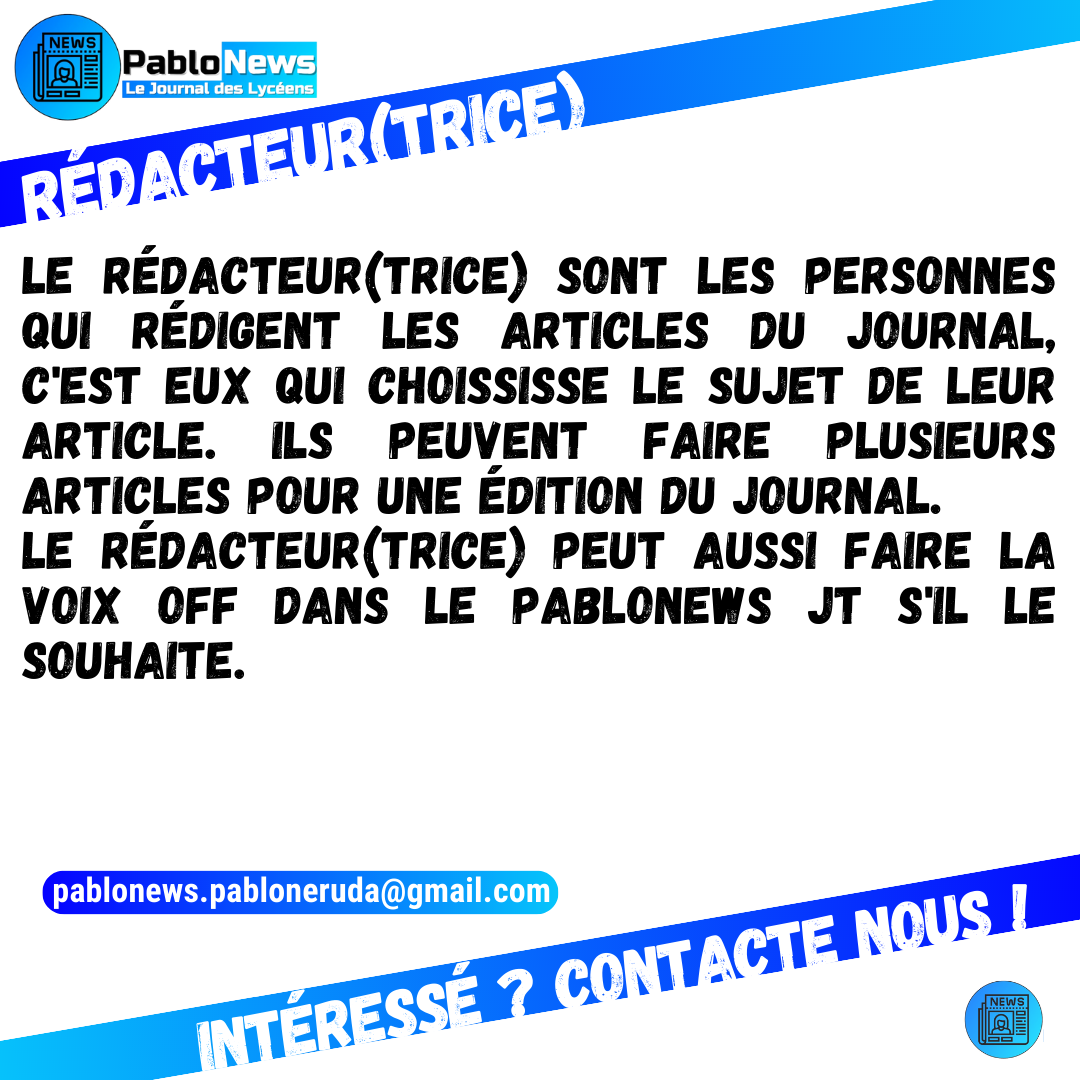 NEWS
PabloNews
Le Journal des Lycéens
RÉDACTEUR(TRICE)
LE RÉDACTEUR(TRICE) SONT LES PERSONNES
QUI RÉDIGENT LES ARTICLES DU JOURNAL,
C'EST EUX QUI CHOISSISSE LE SUJET DE LEUR
ARTICLE. ILS PEUVENT FAIRE PLUSIEURS
ARTICLES POUR UNE ÉDITION DU JOURNAL.
LE RÉDACTEUR(TRICE) PEUT AUSSI FAIRE LA
VOIX OFF DANS LE PABLONEWS JT S'IL LE
SOUHAITE.
pablonews.pabloneruda@gmail.com
INTÉRESSÉ ? CONTACTE NOUS !
NEWS